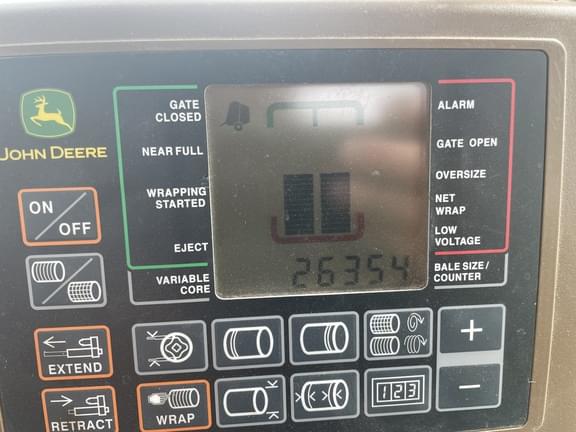 JOHN DEERE
GATE
CLOSED
NEAR FULL
WRAPPING
STARTED
EJECT
VARIABLE
CORE
ALARM
GATE OPEN
OVERSIZE
NET
WRAP
LOW
VOLTAGE
BALE SIZE/
COUNTER
26354
ON
OFF
EXTEND
RETRACT
WRAP
123
+
−